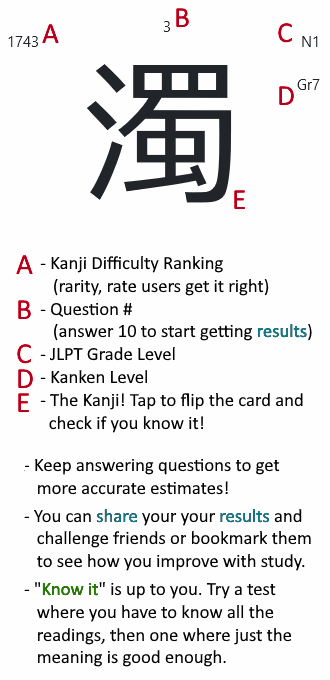 3 B
1743 A
C N1
Gr7
D
濁
E
A - Kanji Difficulty Ranking
(rarity, rate users get it right)
B - Question #
(answer 10 to start getting results)
C - JLPT Grade Level
D - Kanken Level
E - The Kanji! Tap to flip the card and
check if you know it!
- Keep answering questions to get
more accurate estimates!
- You can share your your results and
challenge friends or bookmark them
to see how you improve with study.
- "Know it" is up to you. Try a test
where you have to know all the
readings, then one where just the
meaning is good enough.